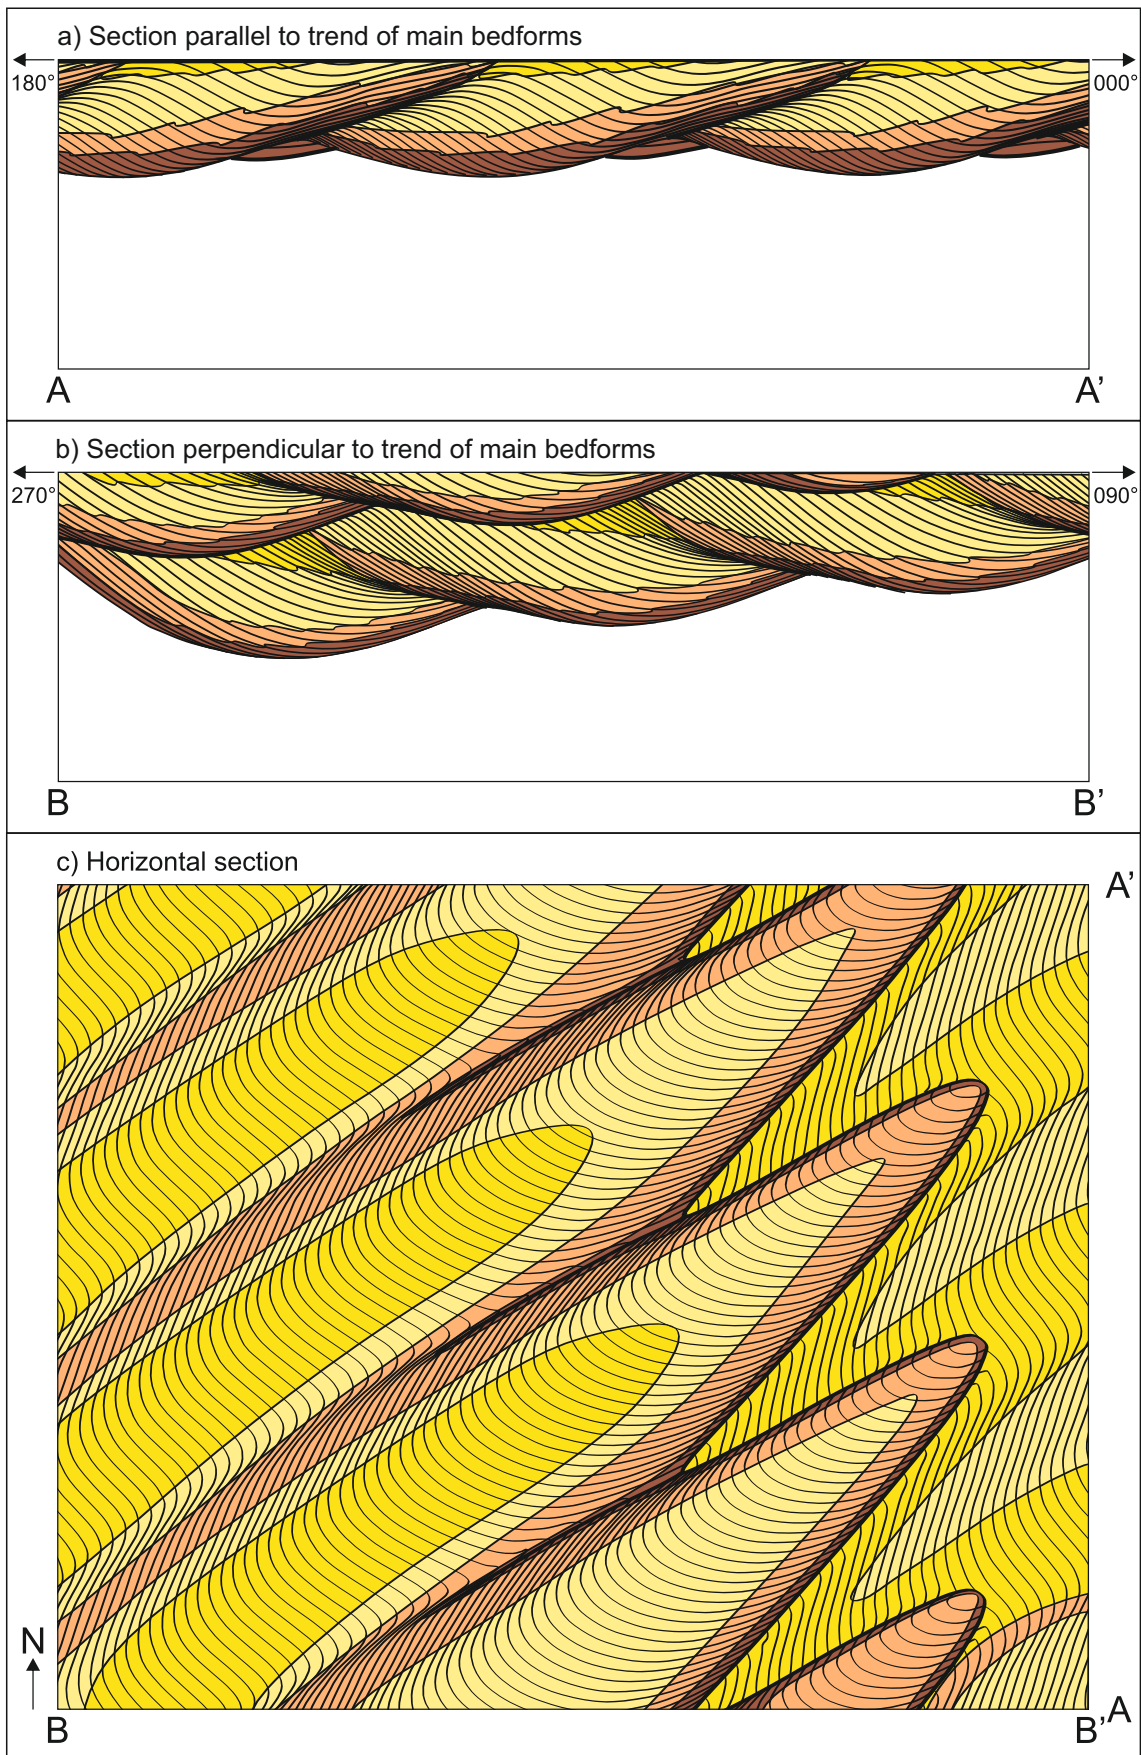 a) Section parallel to trend of main bedforms
180°
000°
A
A’
b) Section perpendicular to trend of main bedforms
270°
090°
B
B’
c) Horizontal section
A’
N
B
B’
A